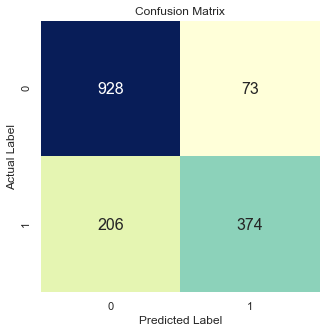 Confusion Matrix
Actual Label
0
928
73
1
206
374
0
1
Predicted Label